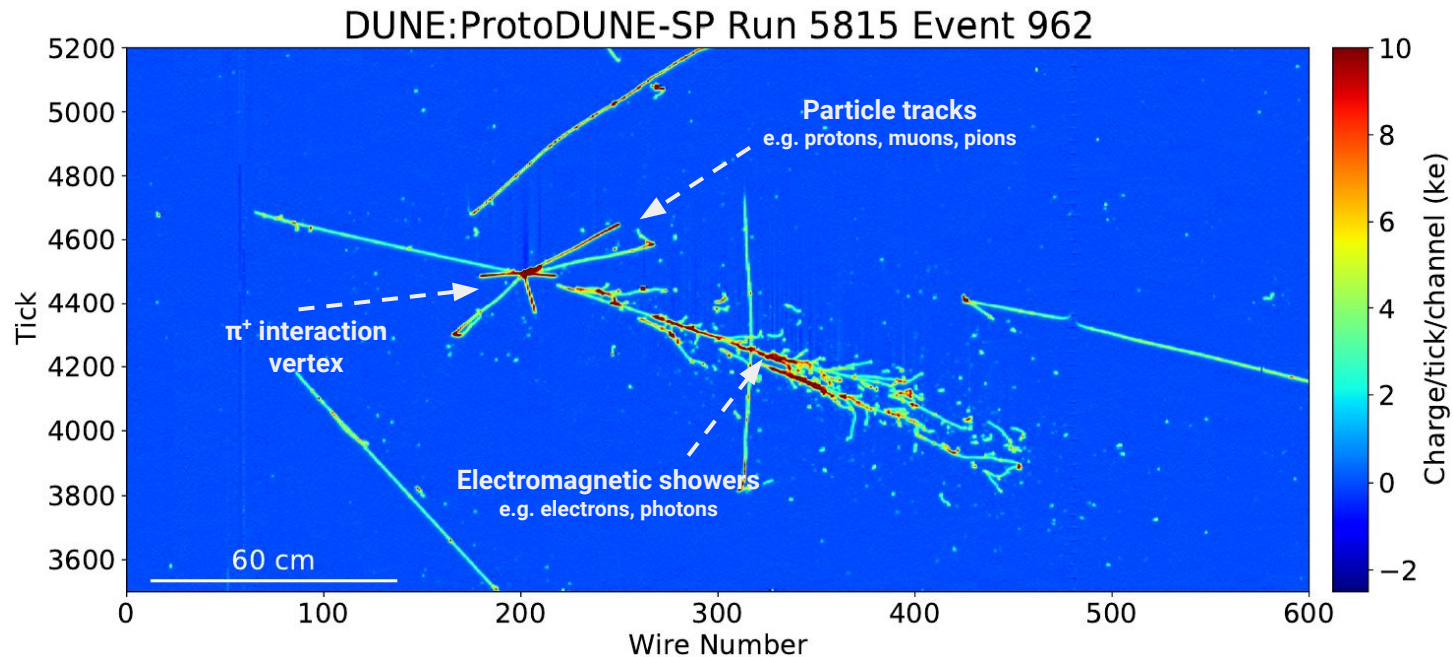 DUNE:ProtoDUNE-SP Run 5815 Event 962
5200
5000
4800
4600
4400
4200
4000
3800
3600
Tick
Particle tracks
e.g. protons, muons, pions
π⁺ interaction
vertex
Electromagnetic showers
e.g. electrons, photons
60 cm
0 100 200 300 400 500 600
Wire Number
10
8
6
4
2
0
−2
Charge/tick/channel (ke)